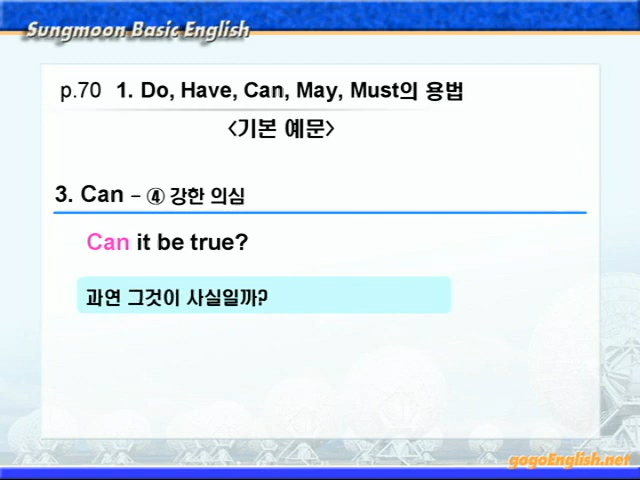 Sungmoon Basic English
p.70 1. Do, Have, Can, May, Must의 용법
<기본 예문>
3. Can – ④ 강한 의심
Can it be true?
과연 그것이 사실일까?
gogoEnglish.net